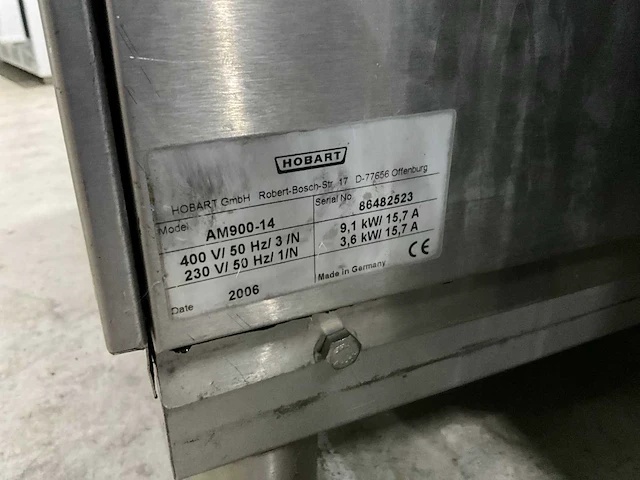 HOBART
HOBART GmbH Robert-Bosch-Str. 17 D-77656 Offenburg
Model AM900-14
Serial No 86482523
400 V/ 50 Hz/ 3 /N
230 V/ 50 Hz/ 1/N
9,1 kW/ 15,7 A
3,6 kW/ 15,7 A
Date 2006
Made in Germany CE